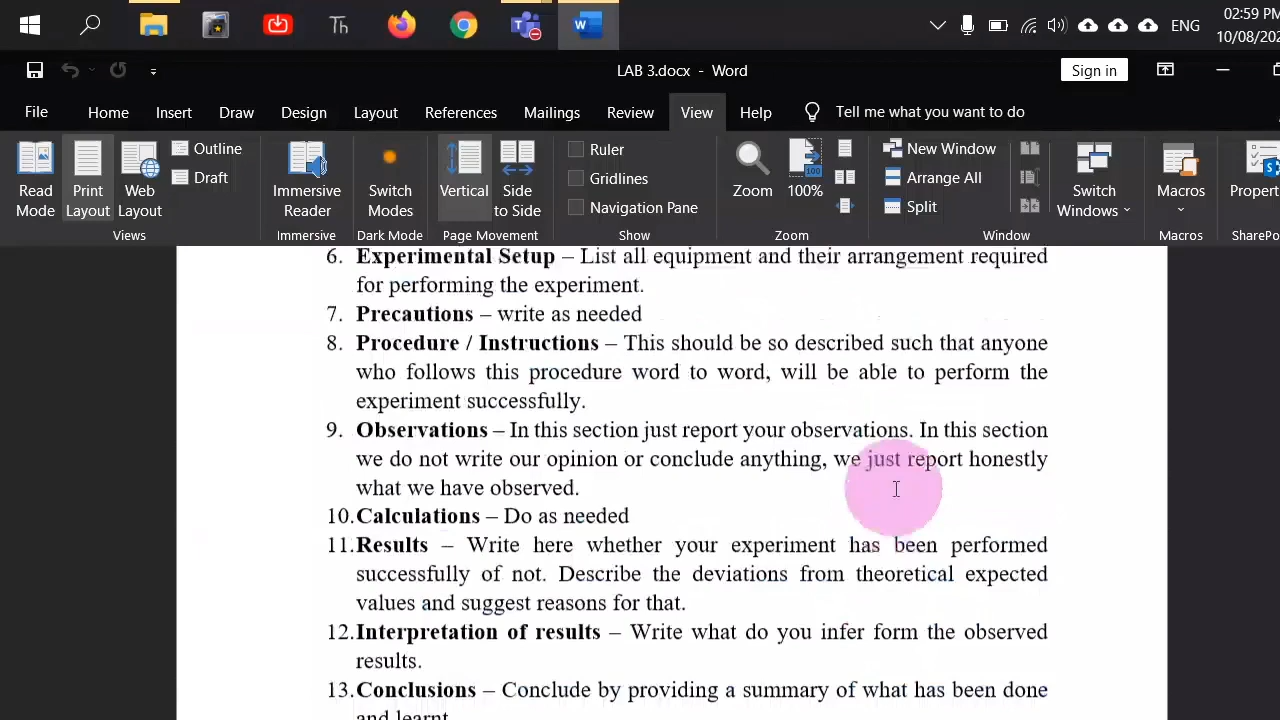 Th
ENG
02:59 PM
10/08/202
LAB 3.docx - Word
Sign in
File Home Insert Draw Design Layout References Mailings Review View Help Tell me what you want to do
Read Mode
Print Layout
Web Layout
Outline
Draft
Views
Immersive Reader
Immersive
Switch Modes
Dark Mode
Vertical
Side to Side
Page Movement
Ruler
Gridlines
Navigation Pane
Show
Zoom
100%
Zoom
New Window
Arrange All
Split
Switch Windows
Window
Macros
Macros
Propert
SharePo
6. Experimental Setup – List all equipment and their arrangement required
for performing the experiment.
7. Precautions – write as needed
8. Procedure / Instructions – This should be so described such that anyone
who follows this procedure word to word, will be able to perform the
experiment successfully.
9. Observations – In this section just report your observations. In this section
we do not write our opinion or conclude anything, we just report honestly
what we have observed.
10. Calculations – Do as needed
11. Results – Write here whether your experiment has been performed
successfully of not. Describe the deviations from theoretical expected
values and suggest reasons for that.
12. Interpretation of results – Write what do you infer form the observed
results.
13. Conclusions – Conclude by providing a summary of what has been done
and learnt